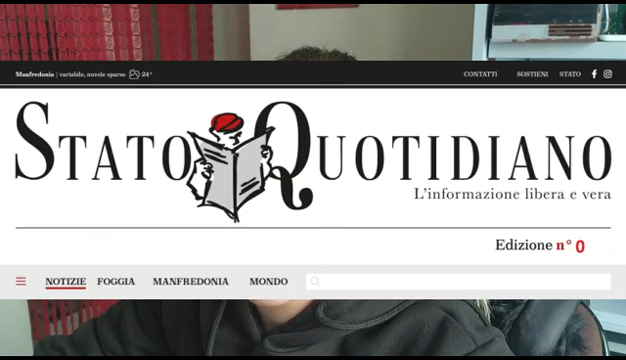 Manfredonia | variabile, nuvole sparse 24°
CONTATTI SOSTIENI STATO
STATO QUOTIDIANO
L'informazione libera e vera
Edizione n° 0
NOTIZIE FOGGIA MANFREDONIA MONDO